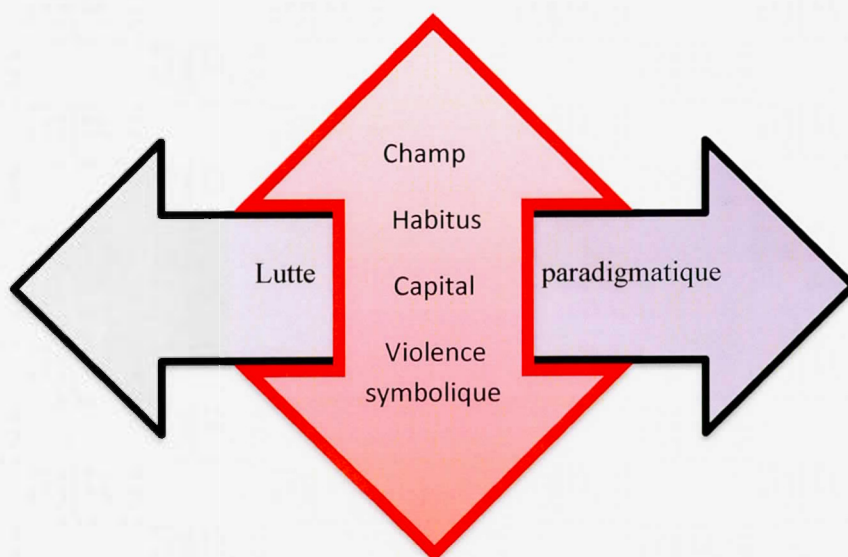 Champ
Habitus
Lutte
paradigmatique
Capital
Violence
symbolique